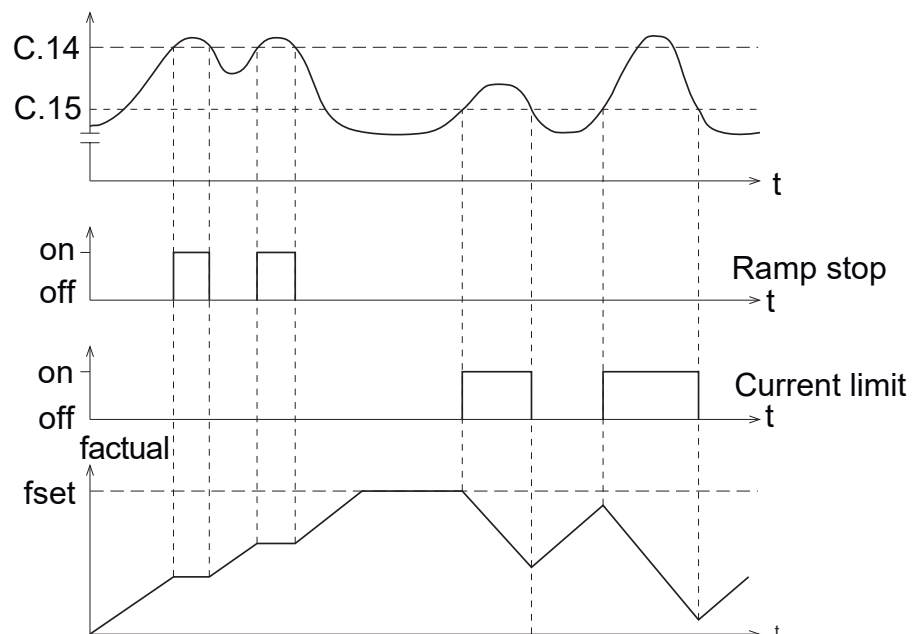 C.14
C.15
t
on
off
Ramp stop
t
on
off
Current limit
t
factual
fset
t